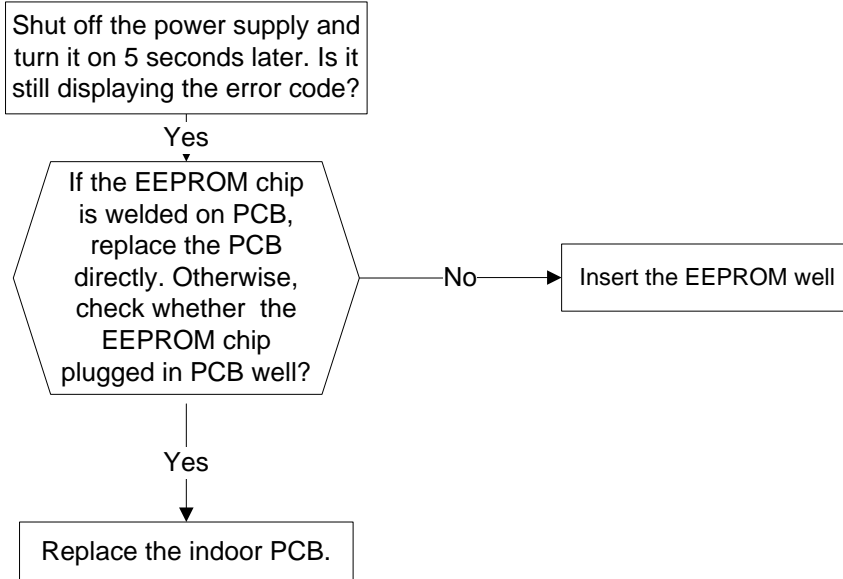 Shut off the power supply and
turn it on 5 seconds later. Is it
still displaying the error code?
Yes
If the EEPROM chip
is welded on PCB,
replace the PCB
directly. Otherwise,
check whether  the
EEPROM chip
plugged in PCB well?
No
Insert the EEPROM well
Yes
Replace the indoor PCB.